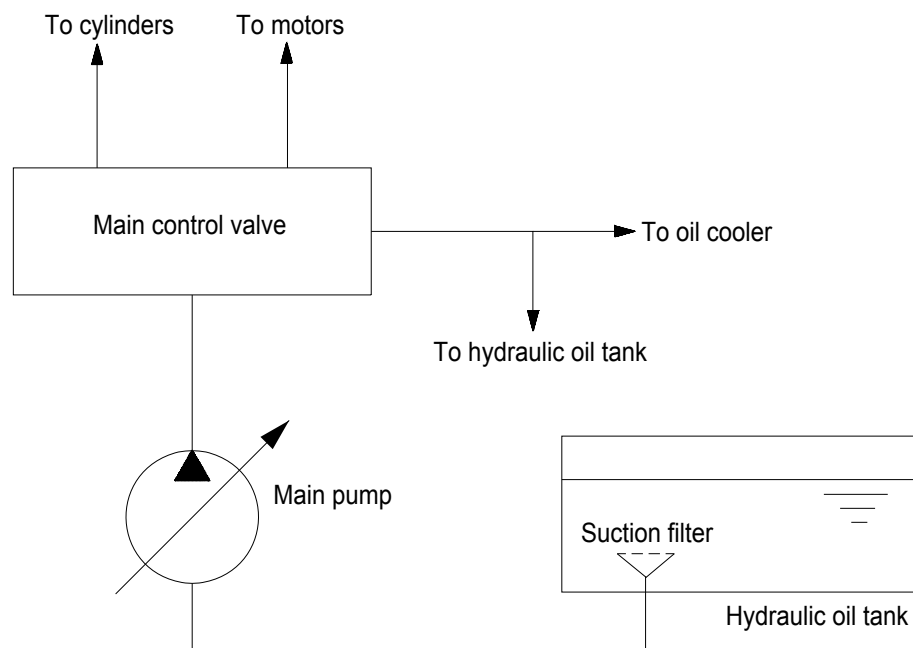 To cylinders
To motors
Main control valve
To oil cooler
To hydraulic oil tank
Main pump
Suction filter
Hydraulic oil tank